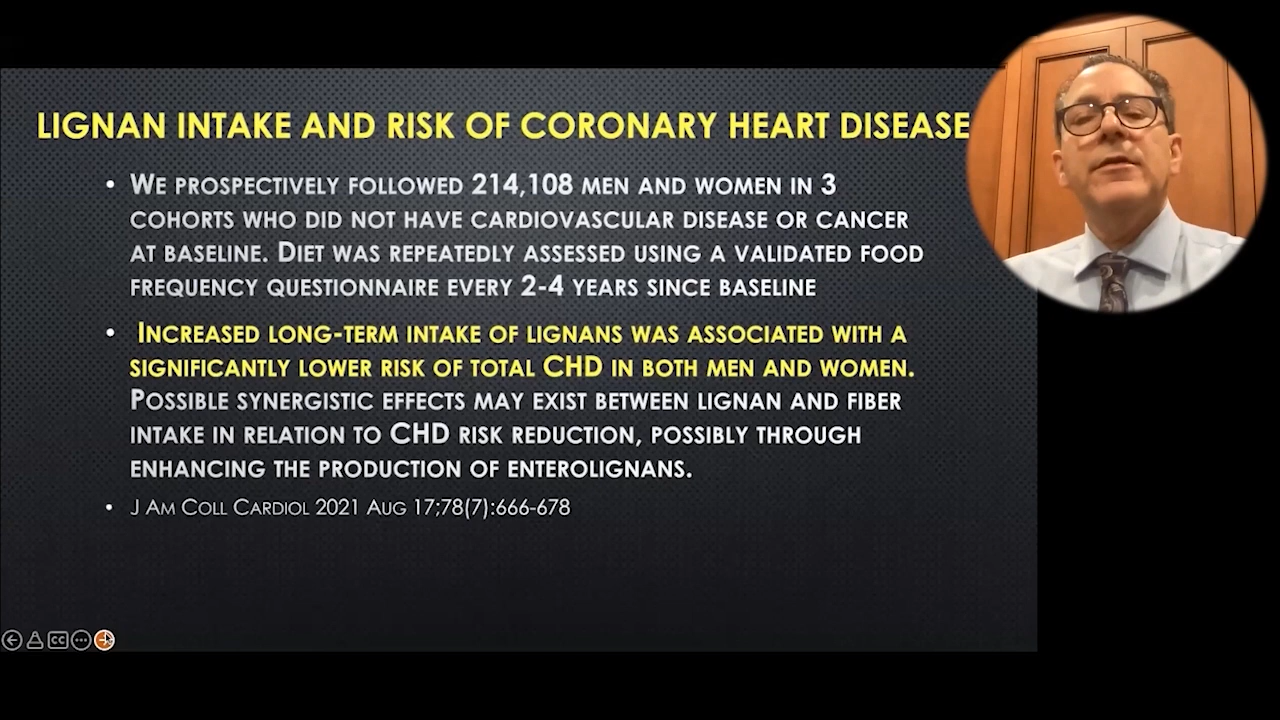 LIGNAN INTAKE AND RISK OF CORONARY HEART DISEASE
• WE PROSPECTIVELY FOLLOWED 214,108 MEN AND WOMEN IN 3
COHORTS WHO DID NOT HAVE CARDIOVASCULAR DISEASE OR CANCER
AT BASELINE. DIET WAS REPEATEDLY ASSESSED USING A VALIDATED FOOD
FREQUENCY QUESTIONNAIRE EVERY 2-4 YEARS SINCE BASELINE
• INCREASED LONG-TERM INTAKE OF LIGNANS WAS ASSOCIATED WITH A
SIGNIFICANTLY LOWER RISK OF TOTAL CHD IN BOTH MEN AND WOMEN.
POSSIBLE SYNERGISTIC EFFECTS MAY EXIST BETWEEN LIGNAN AND FIBER
INTAKE IN RELATION TO CHD RISK REDUCTION, POSSIBLY THROUGH
ENHANCING THE PRODUCTION OF ENTEROLIGNANS.
• J AM COLL CARDIOL 2021 AUG 17;78(7):666-678
CC